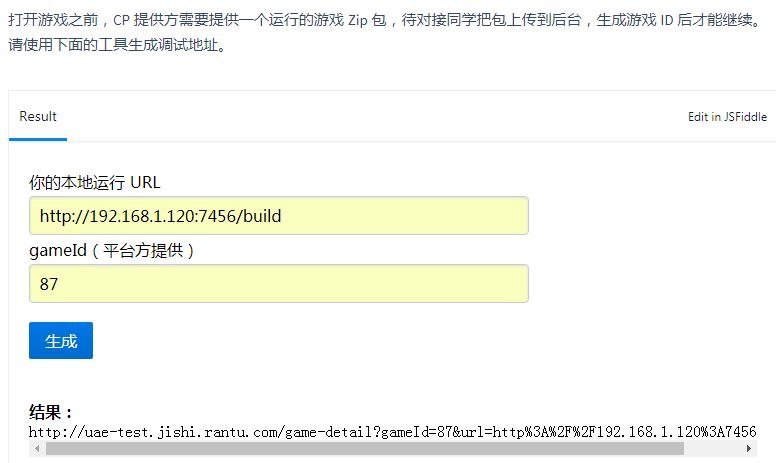 打开游戏之前，CP 提供方需要提供一个运行的游戏 Zip 包，待对接同学把包上传到后台，生成游戏 ID 后才能继续。
请使用下面的工具生成调试地址。
Result
Edit in JSFiddle
你的本地运行 URL
http://192.168.1.120:7456/build
gameId（平台方提供）
87
生成
结果：
http://uae-test.jishi.rantu.com/game-detail?gameId=87&url=http%3A%2F%2F192.168.1.120%3A7456